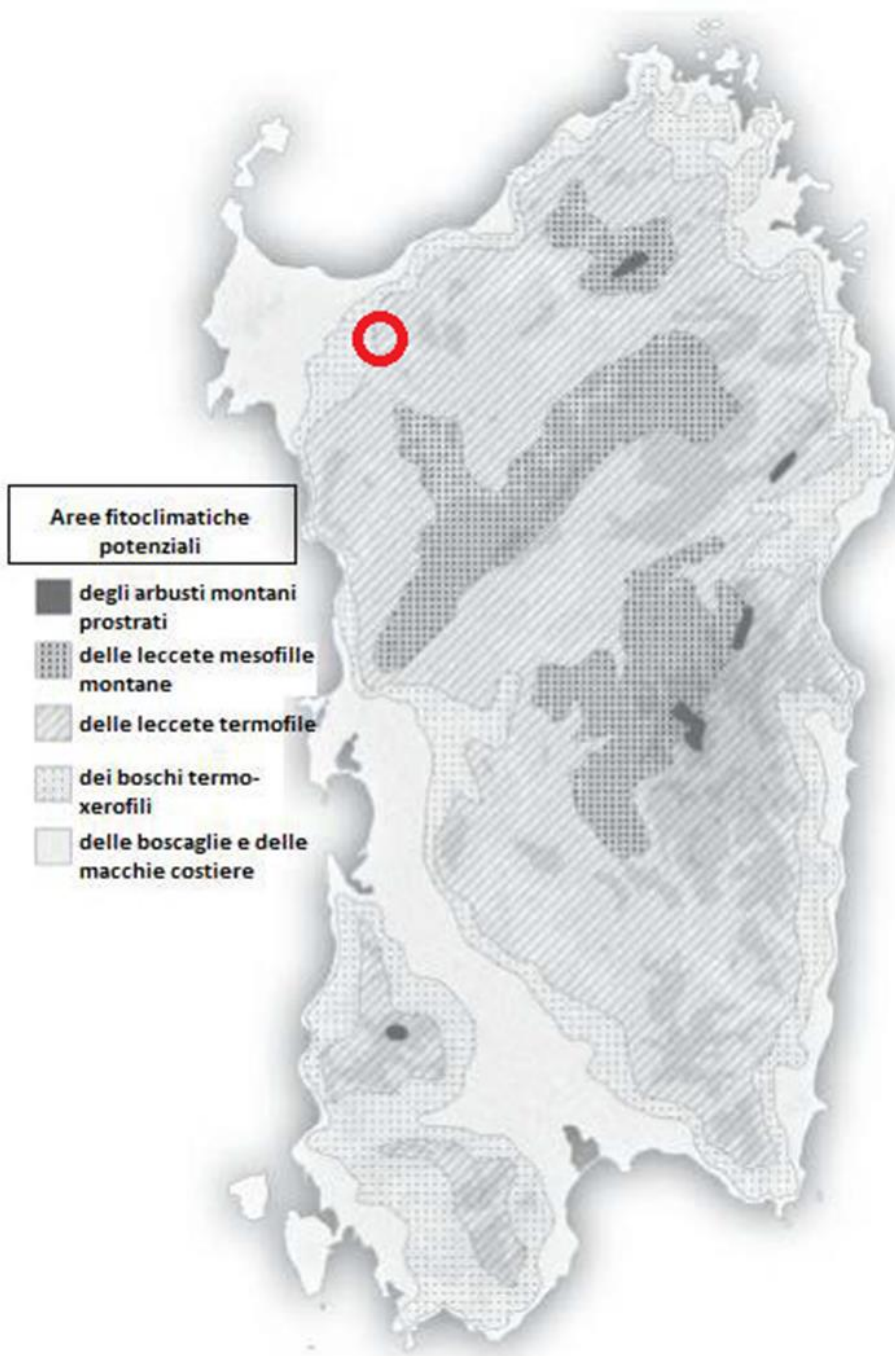 Aree fitoclimatiche
potenziali
degli arbusti montani
prostrati
delle leccete mesofille
montane
delle leccete termofile
dei boschi termo-
xerofili
delle boscaglie e delle
macchie costiere